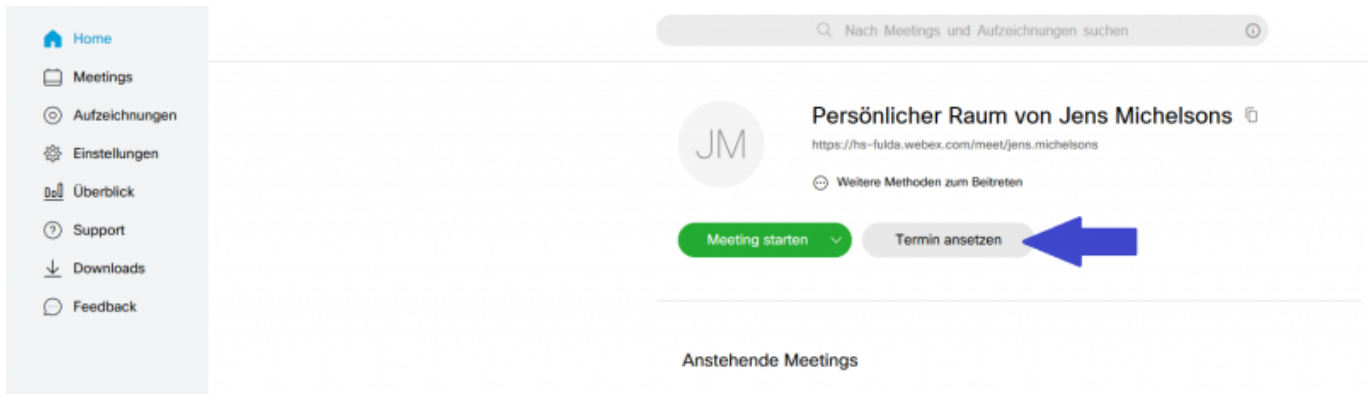 Home
Meetings
Aufzeichnungen
Einstellungen
Überblick
Support
Downloads
Feedback
Nach Meetings und Aufzeichnungen suchen
JM
Persönlicher Raum von Jens Michelsons
https://hs-fulda.webex.com/meet/jens.michelsons
Weitere Methoden zum Beitreten
Meeting starten
Termin ansetzen
Anstehende Meetings